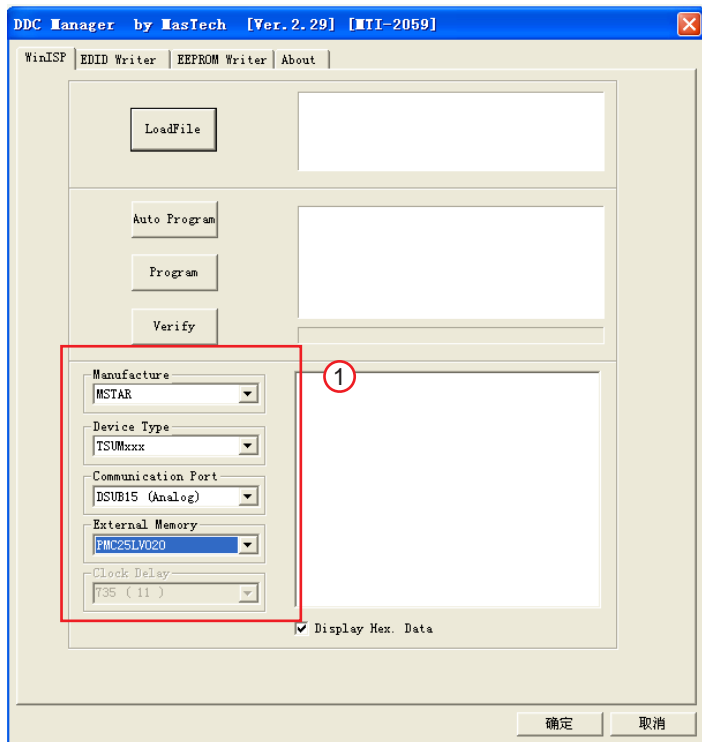 DDC Manager by MasTech [Ver.2.29] [MTI-2059]
WinISP EDID Writer EEPROM Writer About
LoadFile
Auto Program
Program
Verify
Manufacture
MSTAR
Device Type
TSUMxxx
Communication Port
DSUB15 (Analog)
External Memory
PMC25LV020
Clock Delay
735 ( 11 )
1
Display Hex. Data
确定 取消